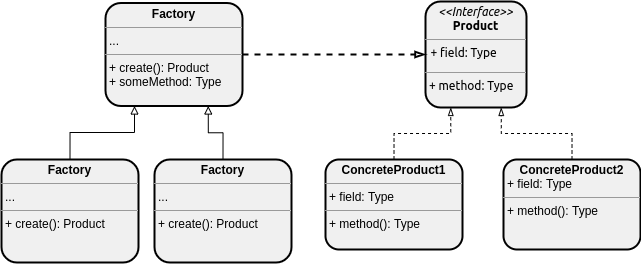 Factory
...
+ create(): Product
+ someMethod: Type
<<Interface>>
Product
+ field: Type
+ method: Type
Factory
...
+ create(): Product
Factory
...
+ create(): Product
ConcreteProduct1
+ field: Type
+ method(): Type
ConcreteProduct2
+ field: Type
+ method(): Type